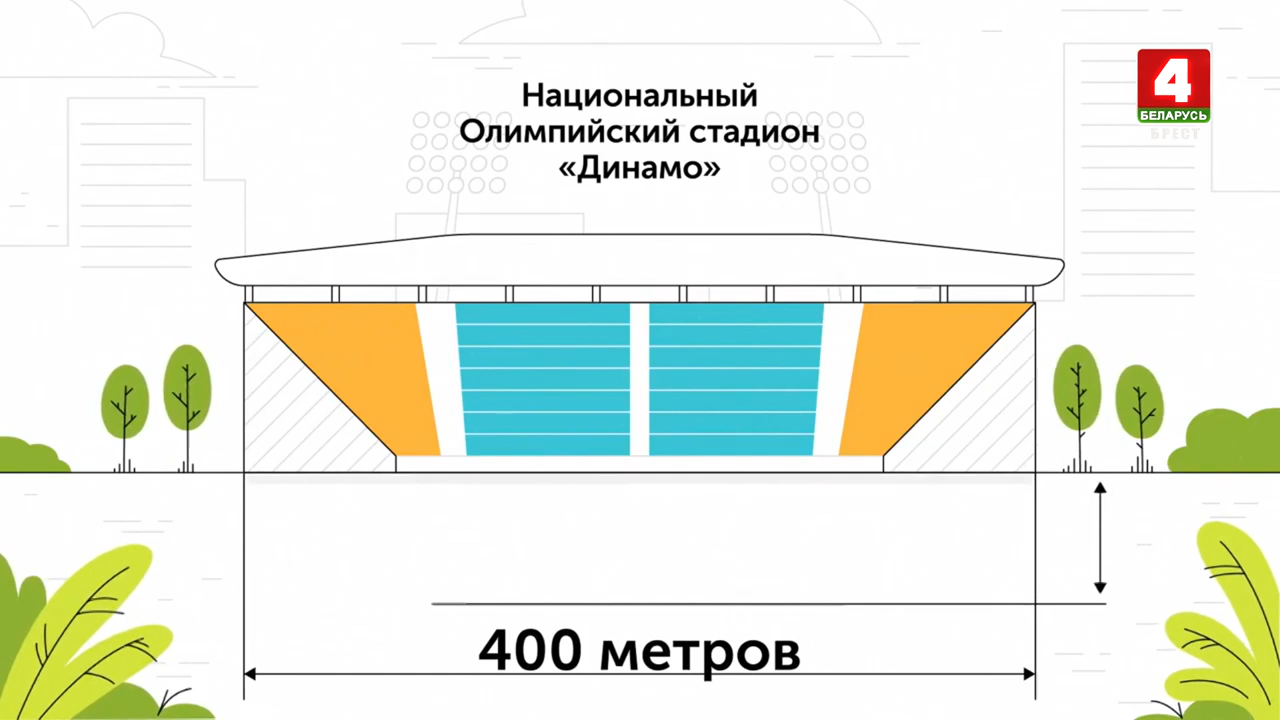 Национальный
Олимпийский стадион
«Динамо»
4
БЕЛАРУСЬ
БРЕСТ
400 метров